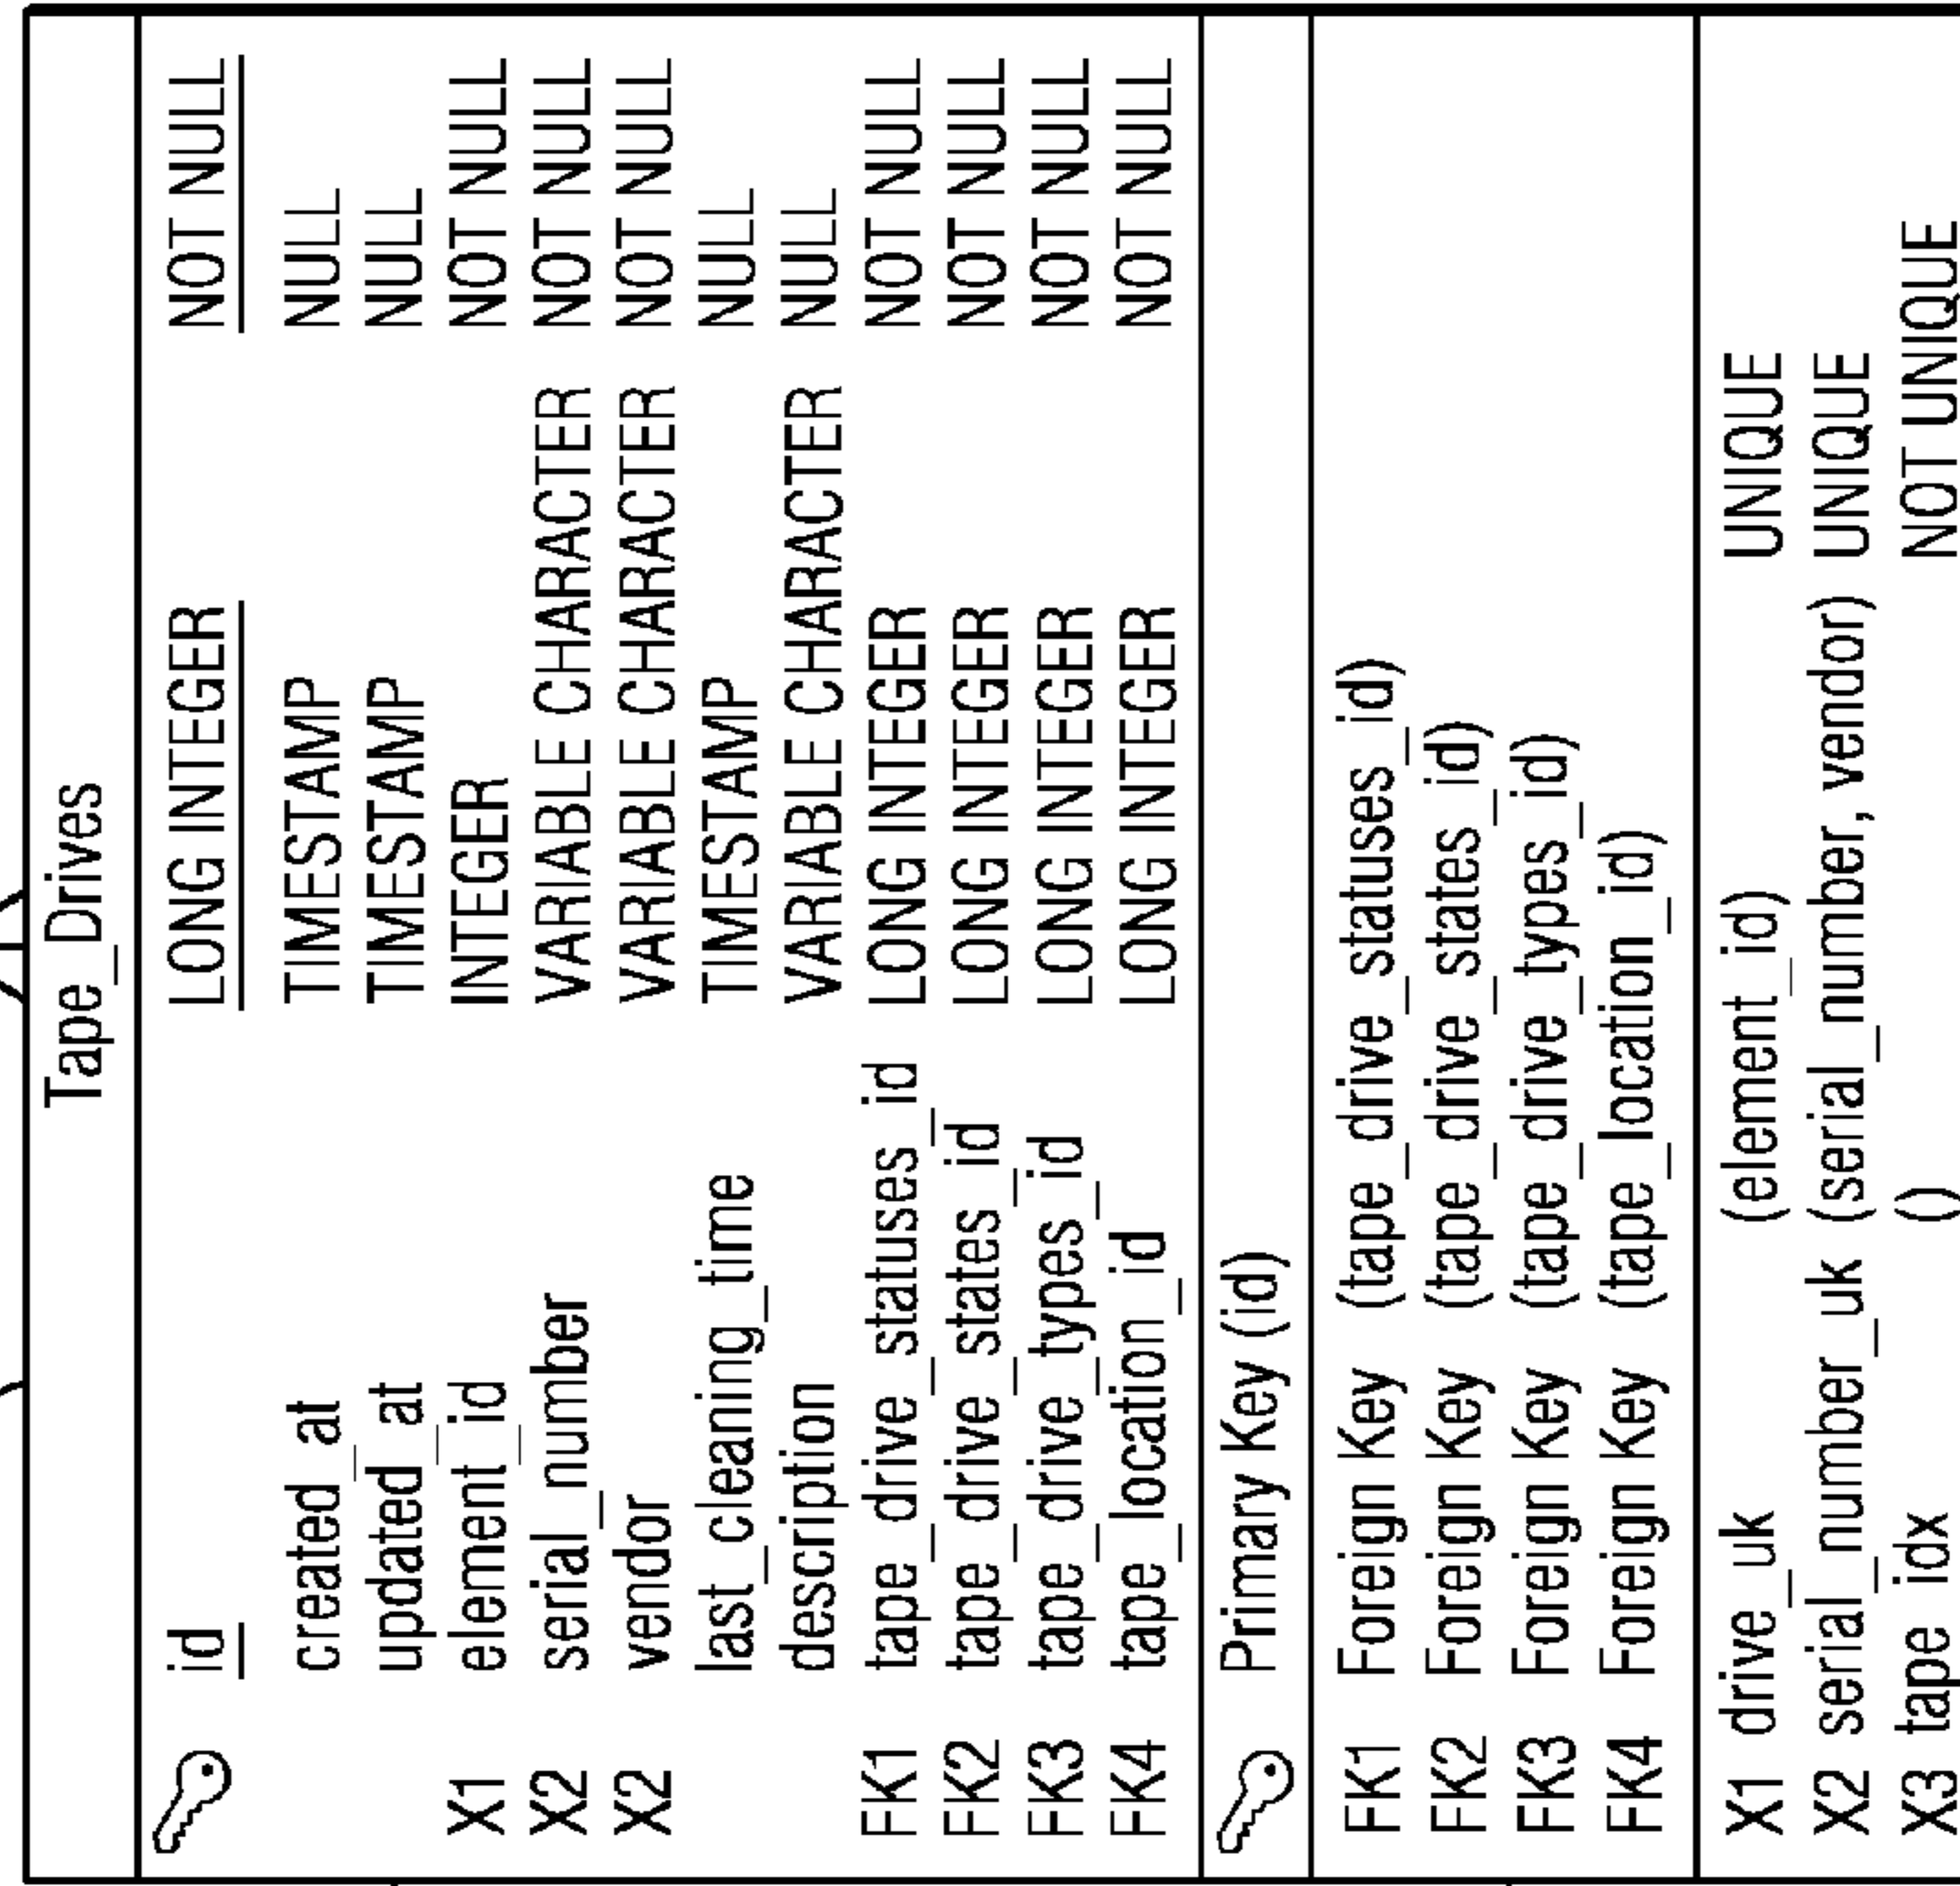 Tape_Drives
id LONG INTEGER NOT NULL
created_at TIMESTAMP NULL
updated_at TIMESTAMP NULL
X1 element_id INTEGER NOT NULL
X2 serial_number VARIABLE CHARACTER NOT NULL
X2 vendor VARIABLE CHARACTER NOT NULL
last_cleaning_time TIMESTAMP NULL
description VARIABLE CHARACTER NULL
FK1 tape_drive_statuses_id LONG INTEGER NOT NULL
FK2 tape_drive_states_id LONG INTEGER NOT NULL
FK3 tape_drive_types_id LONG INTEGER NOT NULL
FK4 tape_location_id LONG INTEGER NOT NULL
Primary Key (id)
FK1 Foreign Key (tape_drive_statuses_id)
FK2 Foreign Key (tape_drive_states_id)
FK3 Foreign Key (tape_drive_types_id)
FK4 Foreign Key (tape_location_id)
X1 drive_uk (element_id) UNIQUE
X2 serial_number_uk (serial_number, vendor) UNIQUE
X3 tape idx () NOT UNIQUE